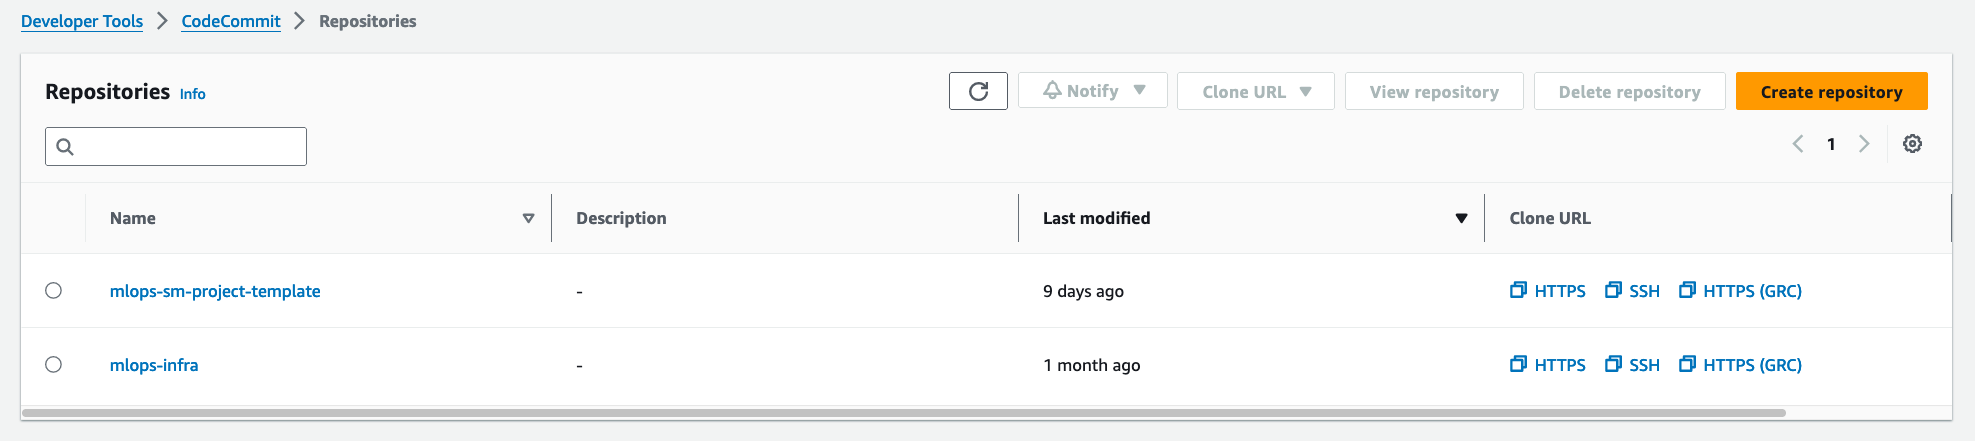 Developer Tools > CodeCommit > Repositories
Repositories Info
Notify Clone URL View repository Delete repository Create repository
1
Name Description Last modified Clone URL
mlops-sm-project-template - 9 days ago HTTPS SSH HTTPS (GRC)
mlops-infra - 1 month ago HTTPS SSH HTTPS (GRC)